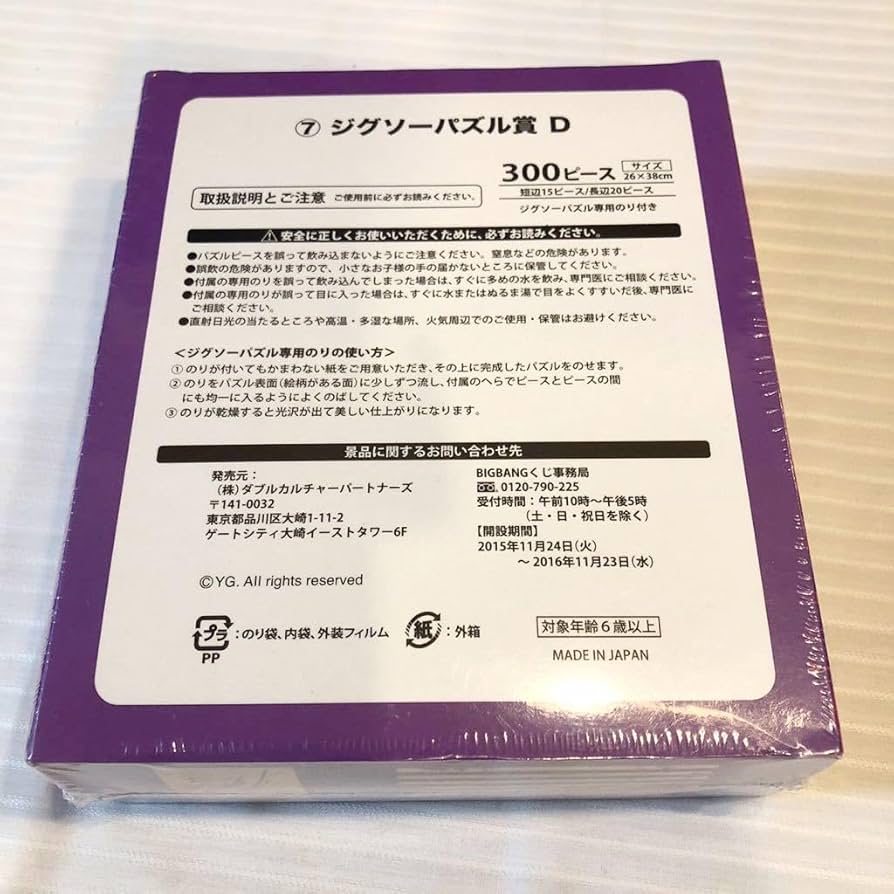 ⑦ ジグソーパズル賞 D
300ピース サイズ 26×38cm
短辺15ピース/長辺20ピース
ジグソーパズル専用のり付き
取扱説明とご注意 ご使用前に必ずお読みください。
⚠ 安全に正しくお使いいただくために、必ずお読みください。
●パズルピースを誤って飲み込まないようにご注意ください。窒息などの危険があります。
●誤飲の危険がありますので、小さなお子様の手の届かないところに保管してください。
●付属の専用のりを誤って飲み込んでしまった場合は、すぐに多めの水を飲み、専門医にご相談ください。
●付属の専用のりが誤って目に入った場合は、すぐに水またはぬるま湯で目をよくすすいだ後、専門医に
ご相談ください。
●直射日光の当たるところや高温・多湿な場所、火気周辺でのご使用・保管はお避けください。
<ジグソーパズル専用のりの使い方>
① のりが付いてもかまわない紙をご用意いただき、その上に完成したパズルをのせます。
② のりをパズル表面(絵柄がある面)に少しずつ流し、付属のへらでピースとピースの間
にも均一に入るようによくのばしてください。
③ のりが乾燥すると光沢が出て美しい仕上がりになります。
景品に関するお問い合わせ先
発売元:
(株)ダブルカルチャーパートナーズ
〒141-0032
東京都品川区大崎1-11-2
ゲートシティ大崎イーストタワー6F
BIGBANGくじ事務局
0120-790-225
受付時間:午前10時〜午後5時
(土・日・祝日を除く)
【開設期間】
2015年11月24日(火)
〜 2016年11月23日(水)
©YG. All rights reserved
プラ
PP
:のり袋、内袋、外装フィルム
紙
:外箱
対象年齢6歳以上
MADE IN JAPAN